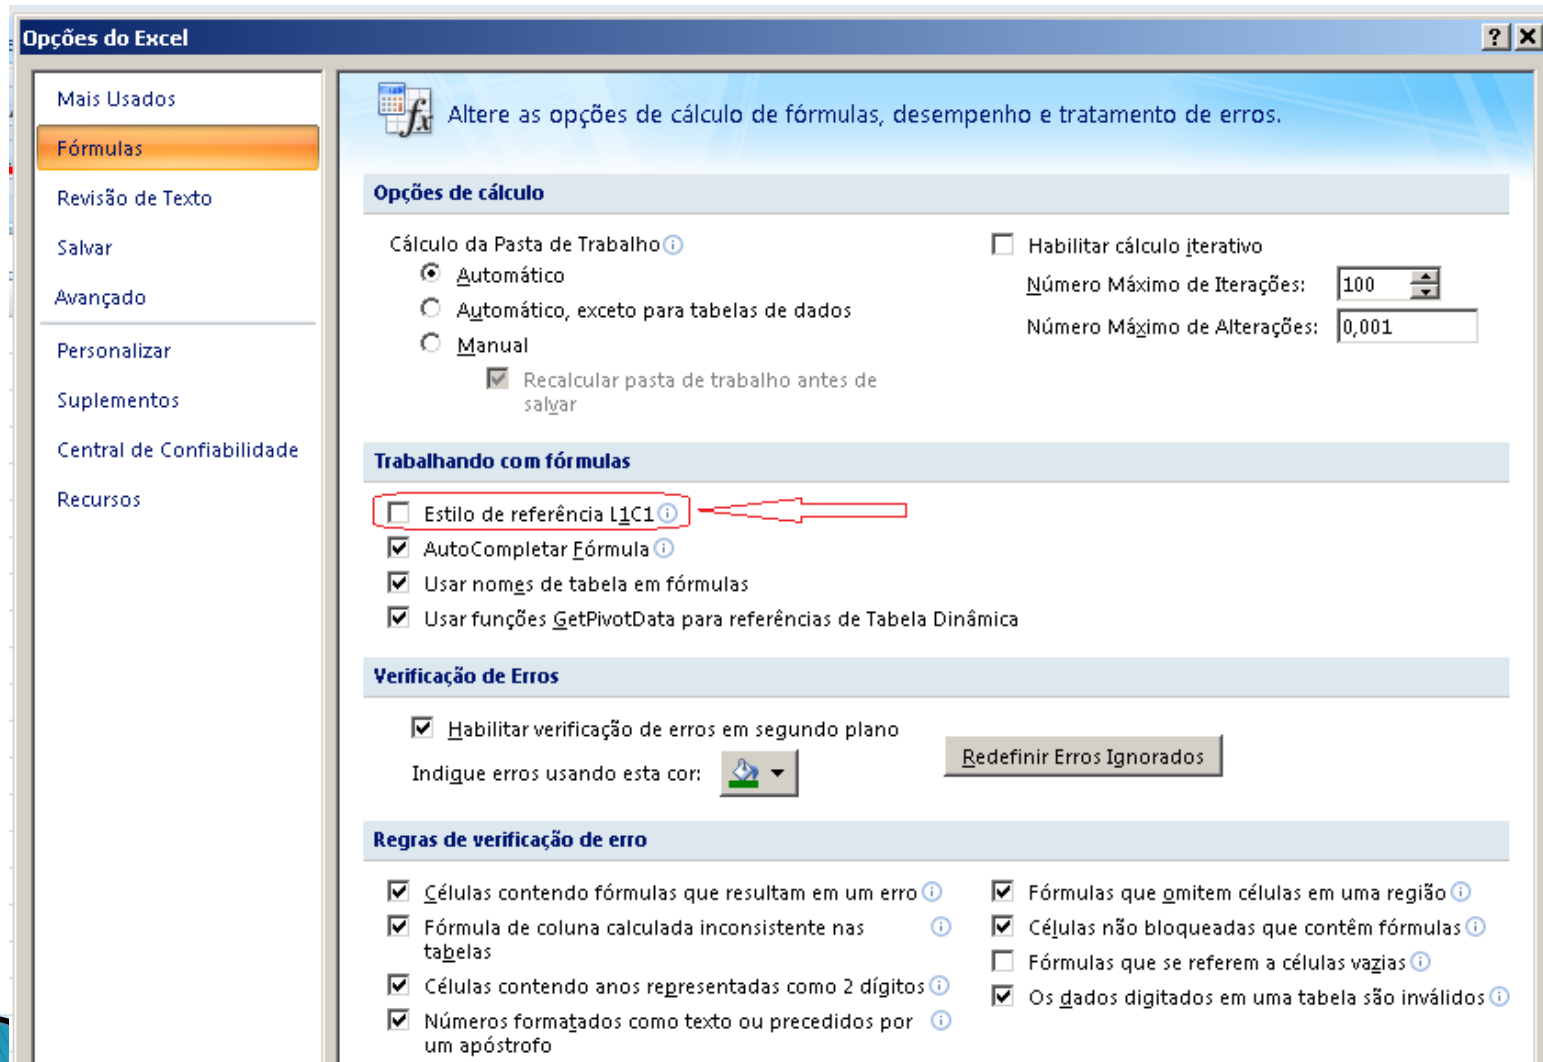 Opções do Excel
Mais Usados
Fórmulas
Revisão de Texto
Salvar
Avançado
Personalizar
Suplementos
Central de Confiabilidade
Recursos
Altere as opções de cálculo de fórmulas, desempenho e tratamento de erros.
Opções de cálculo
Cálculo da Pasta de Trabalho
Automático
Automático, exceto para tabelas de dados
Manual
Recalcular pasta de trabalho antes de
salvar
Habilitar cálculo iterativo
Número Máximo de Iterações: 100
Número Máximo de Alterações: 0,001
Trabalhando com fórmulas
Estilo de referência L1C1
AutoCompletar Fórmula
Usar nomes de tabela em fórmulas
Usar funções GetPivotData para referências de Tabela Dinâmica
Verificação de Erros
Habilitar verificação de erros em segundo plano
Indique erros usando esta cor:
Redefinir Erros Ignorados
Regras de verificação de erro
Células contendo fórmulas que resultam em um erro
Fórmula de coluna calculada inconsistente nas
tabelas
Células contendo anos representadas como 2 dígitos
Números formatados como texto ou precedidos por
um apóstrofo
Fórmulas que omitem células em uma região
Células não bloqueadas que contêm fórmulas
Fórmulas que se referem a células vazias
Os dados digitados em uma tabela são inválidos